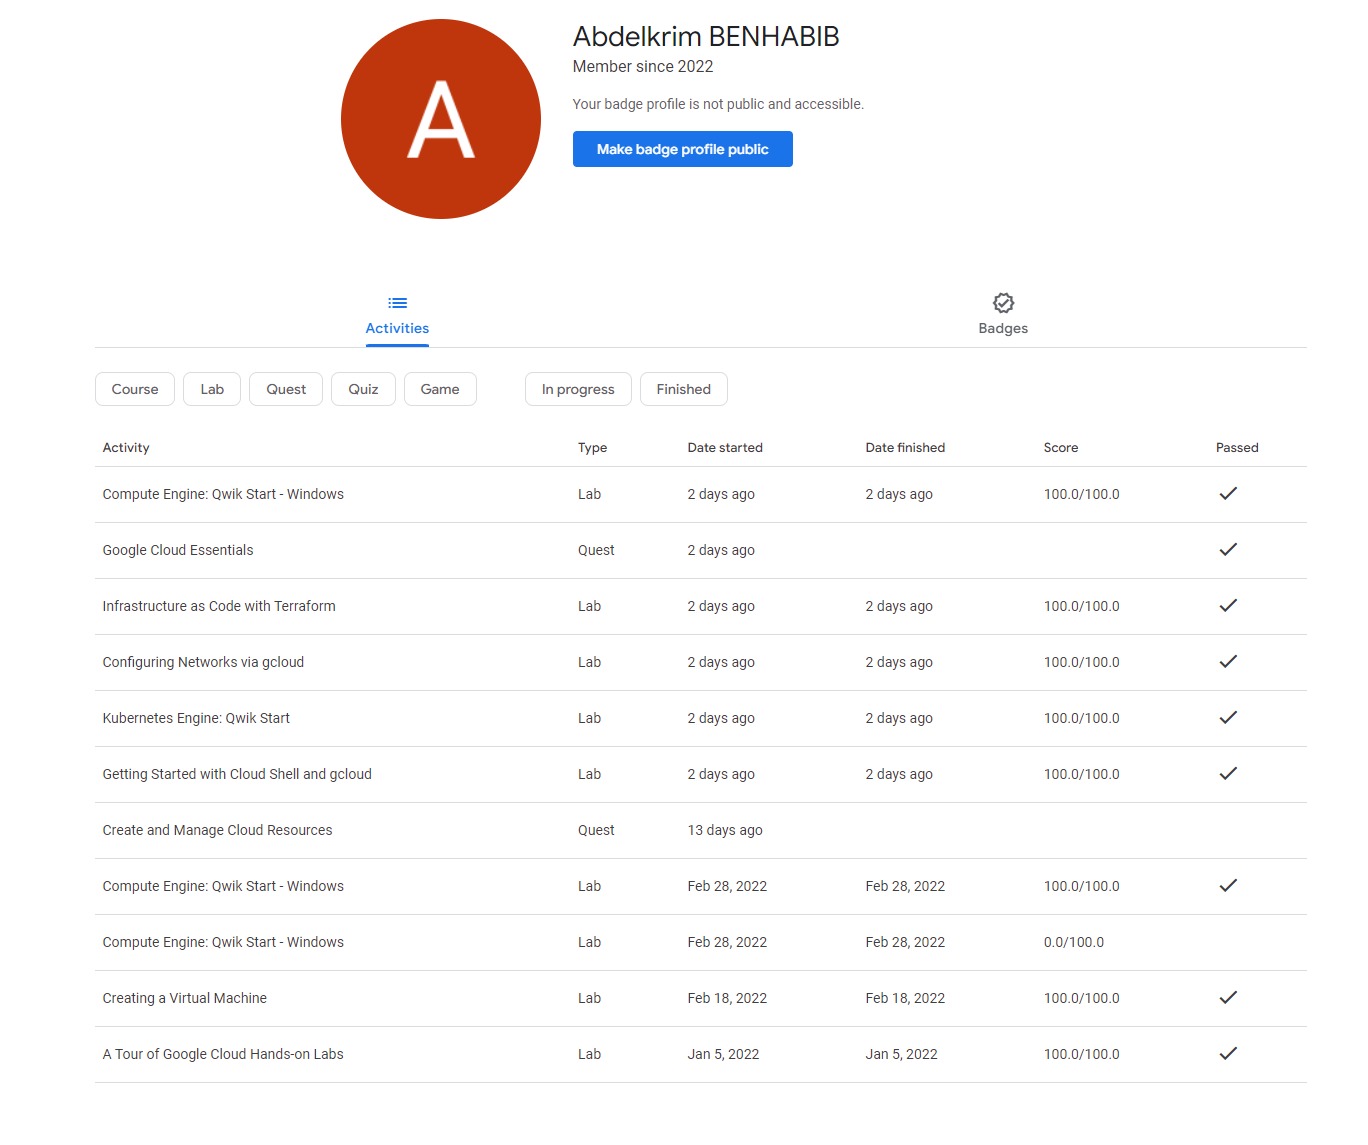 A
Abdelkrim BENHABIB
Member since 2022
Your badge profile is not public and accessible.
Make badge profile public
Activities Badges
Course Lab Quest Quiz Game In progress Finished
Activity Type Date started Date finished Score Passed
Compute Engine: Qwik Start - Windows Lab 2 days ago 2 days ago 100.0/100.0
Google Cloud Essentials Quest 2 days ago
Infrastructure as Code with Terraform Lab 2 days ago 2 days ago 100.0/100.0
Configuring Networks via gcloud Lab 2 days ago 2 days ago 100.0/100.0
Kubernetes Engine: Qwik Start Lab 2 days ago 2 days ago 100.0/100.0
Getting Started with Cloud Shell and gcloud Lab 2 days ago 2 days ago 100.0/100.0
Create and Manage Cloud Resources Quest 13 days ago
Compute Engine: Qwik Start - Windows Lab Feb 28, 2022 Feb 28, 2022 100.0/100.0
Compute Engine: Qwik Start - Windows Lab Feb 28, 2022 Feb 28, 2022 0.0/100.0
Creating a Virtual Machine Lab Feb 18, 2022 Feb 18, 2022 100.0/100.0
A Tour of Google Cloud Hands-on Labs Lab Jan 5, 2022 Jan 5, 2022 100.0/100.0